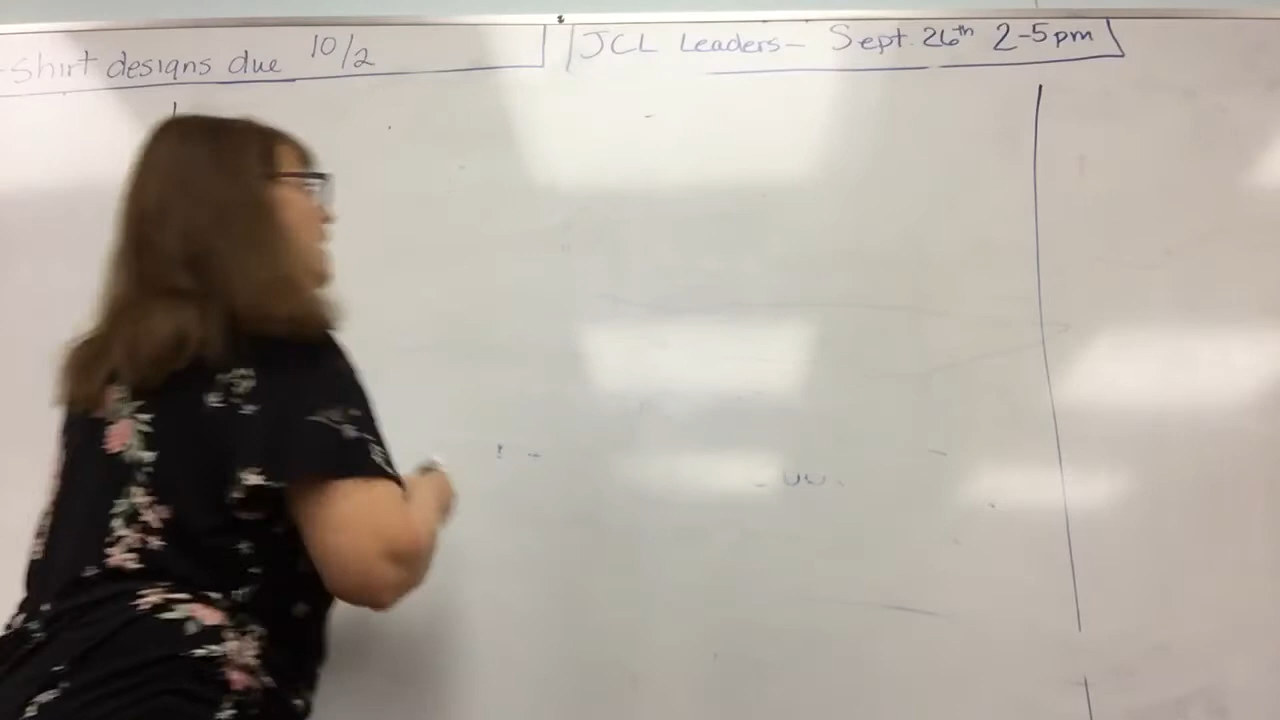 -Shirt designs due 10/2
JCL Leaders- Sept. 26th 2-5pm